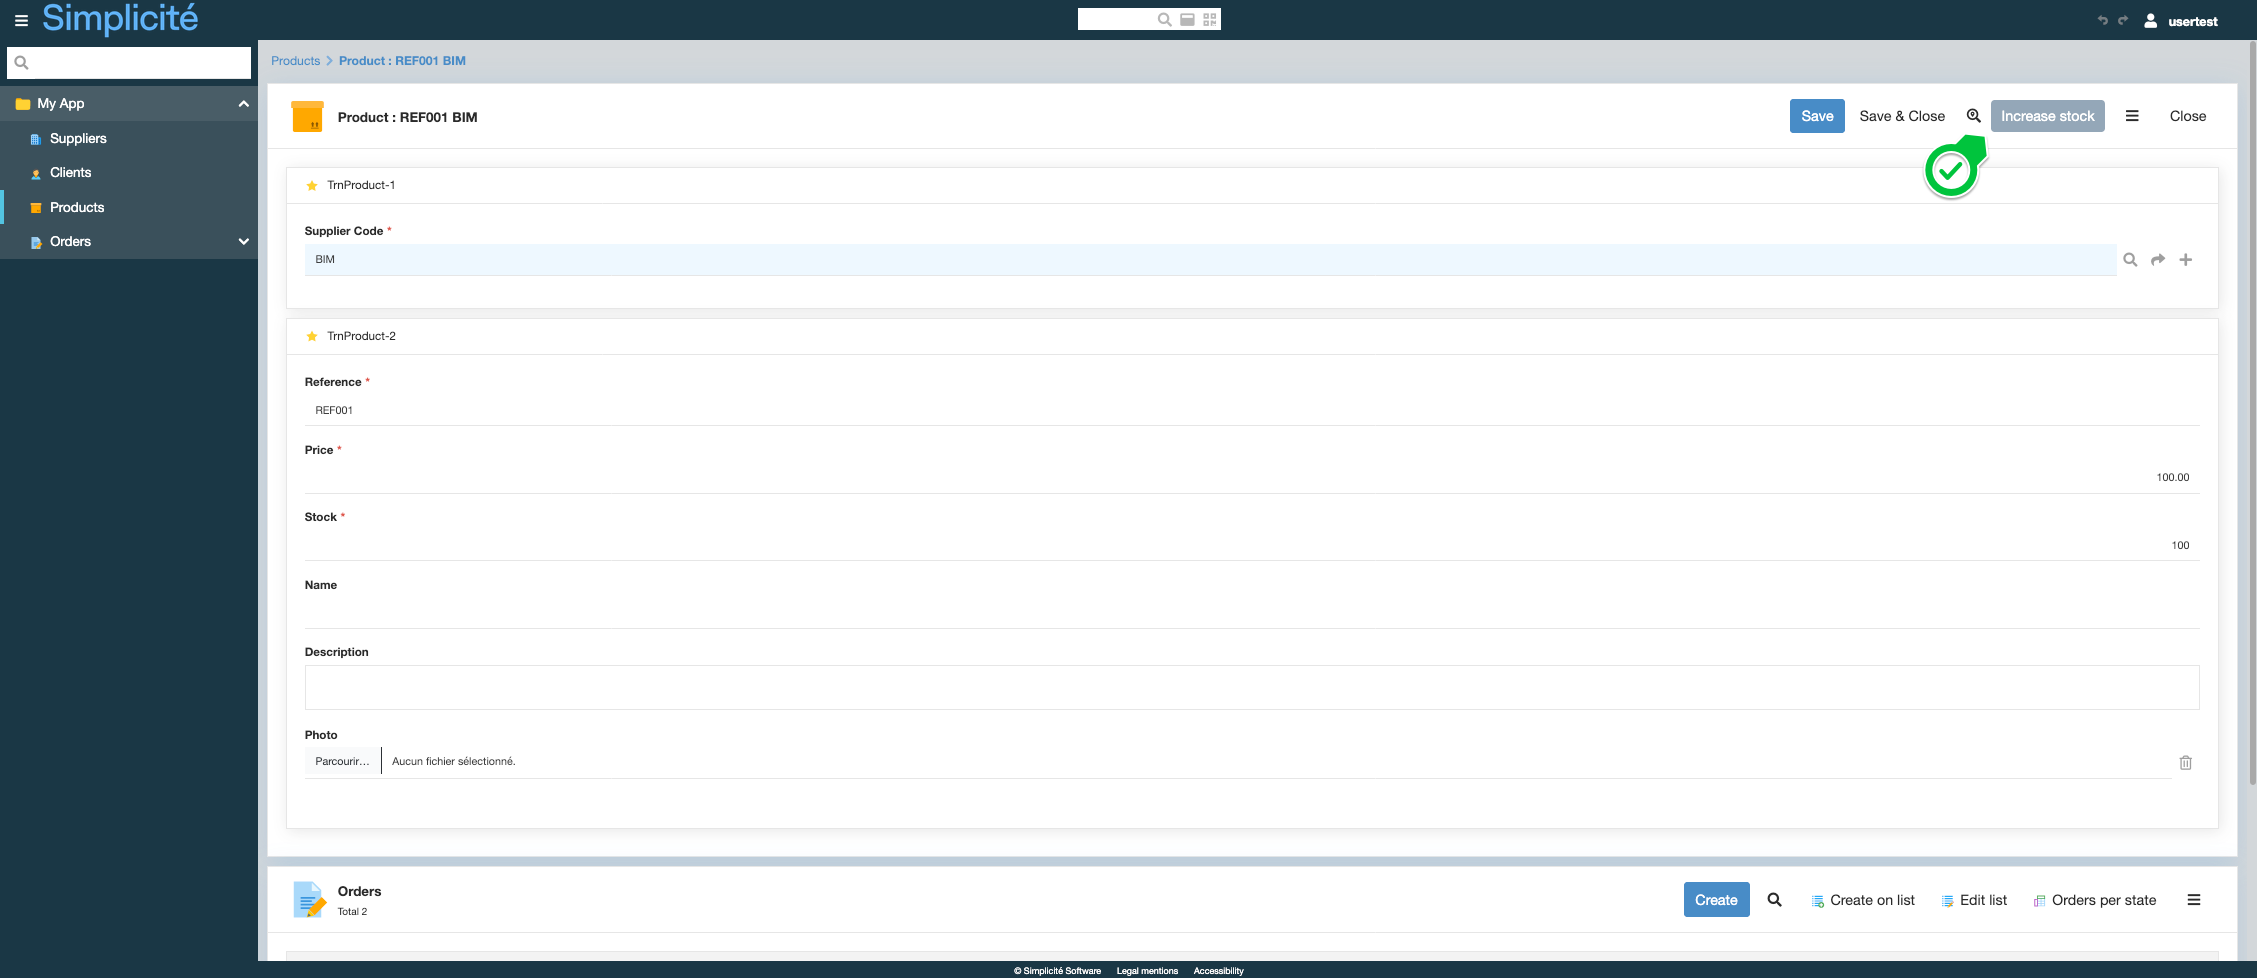 Simplicité
usertest
My App
Suppliers
Clients
Products
Orders
Products > Product : REF001 BIM
Product : REF001 BIM
Save
Save & Close
Increase stock
Close
TrnProduct-1
Supplier Code *
BIM
TrnProduct-2
Reference *
REF001
Price *
100.00
Stock *
100
Name
Description
Photo
Parcourir... Aucun fichier sélectionné.
Orders
Total 2
Create
Create on list
Edit list
Orders per state
© Simplicité Software Legal mentions Accessibility